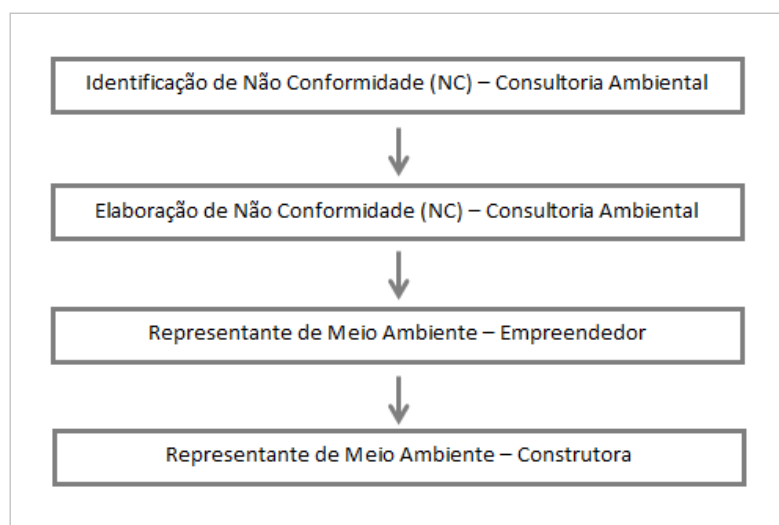 Identificação de Não Conformidade (NC) – Consultoria Ambiental
Elaboração de Não Conformidade (NC) – Consultoria Ambiental
Representante de Meio Ambiente – Empreendedor
Representante de Meio Ambiente – Construtora